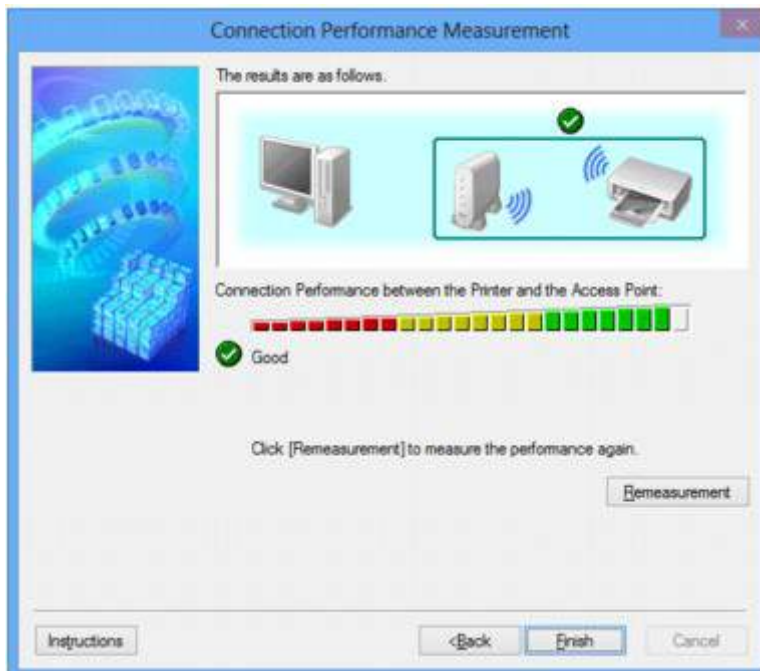 Connection Performance Measurement
The results are as follows.
Connection Performance between the Printer and the Access Point:
Good
Click [Remeasurement] to measure the performance again.
Remeasurement
Instructions
<Back
Finish
Cancel